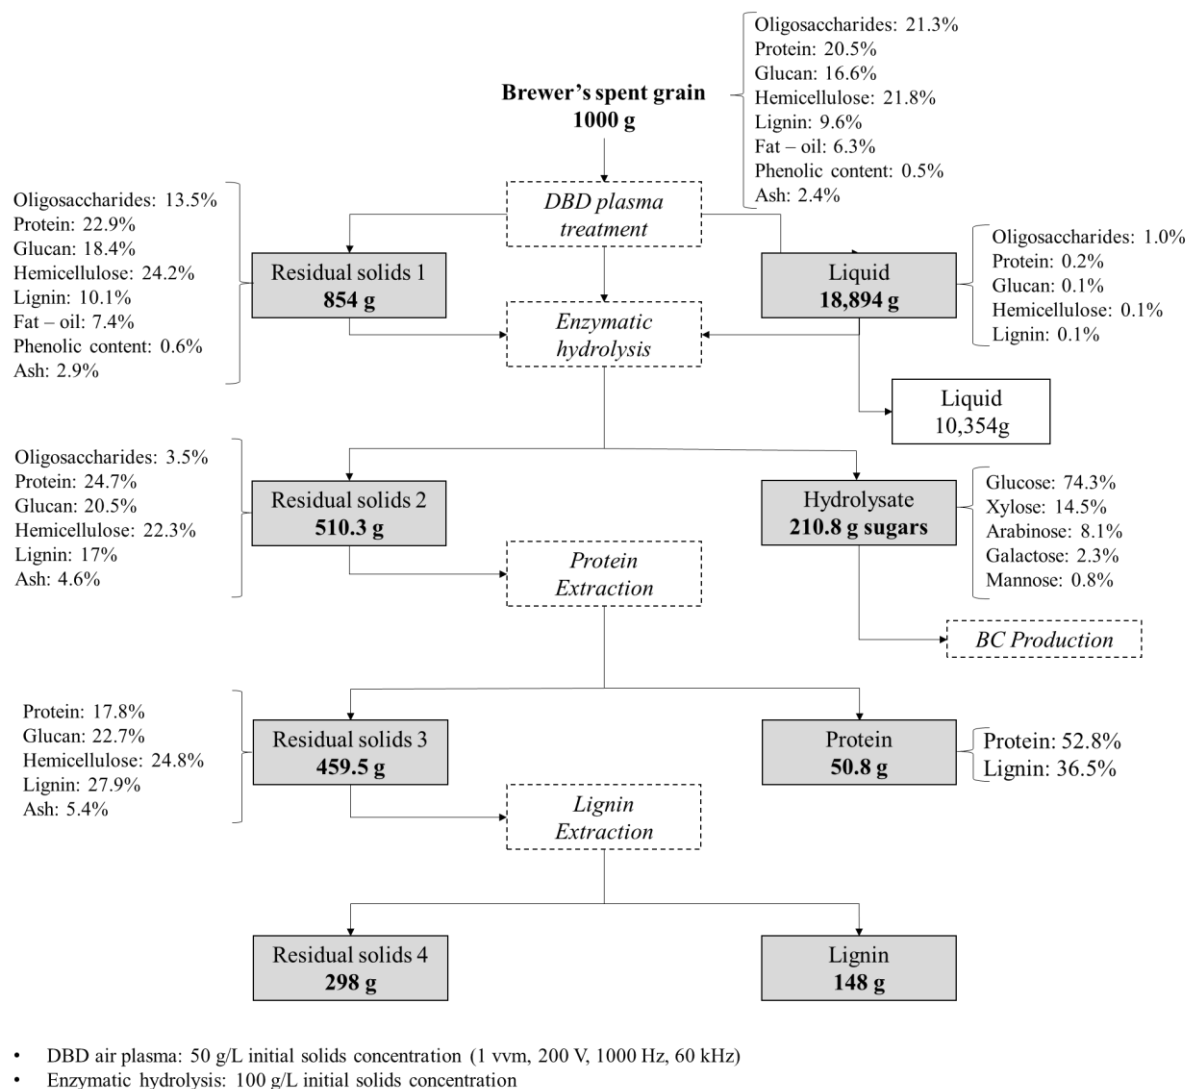 Oligosaccharides: 21.3%
Protein: 20.5%
Glucan: 16.6%
Hemicellulose: 21.8%
Lignin: 9.6%
Fat – oil: 6.3%
Phenolic content: 0.5%
Ash: 2.4%
Brewer's spent grain
1000 g
DBD plasma
treatment
Oligosaccharides: 13.5%
Protein: 22.9%
Glucan: 18.4%
Hemicellulose: 24.2%
Lignin: 10.1%
Fat – oil: 7.4%
Phenolic content: 0.6%
Ash: 2.9%
Residual solids 1
854 g
Liquid
18,894 g
Oligosaccharides: 1.0%
Protein: 0.2%
Glucan: 0.1%
Hemicellulose: 0.1%
Lignin: 0.1%
Enzymatic
hydrolysis
Liquid
10,354g
Oligosaccharides: 3.5%
Protein: 24.7%
Glucan: 20.5%
Hemicellulose: 22.3%
Lignin: 17%
Ash: 4.6%
Residual solids 2
510.3 g
Hydrolysate
210.8 g sugars
Glucose: 74.3%
Xylose: 14.5%
Arabinose: 8.1%
Galactose: 2.3%
Mannose: 0.8%
Protein
Extraction
BC Production
Protein: 17.8%
Glucan: 22.7%
Hemicellulose: 24.8%
Lignin: 27.9%
Ash: 5.4%
Residual solids 3
459.5 g
Protein
50.8 g
Protein: 52.8%
Lignin: 36.5%
Lignin
Extraction
Residual solids 4
298 g
Lignin
148 g
• DBD air plasma: 50 g/L initial solids concentration (1 vvm, 200 V, 1000 Hz, 60 kHz)
• Enzymatic hydrolysis: 100 g/L initial solids concentration